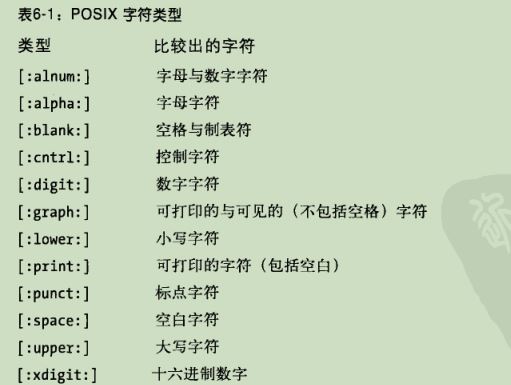 表6-1：POSIX 字符类型
类型 比较出的字符
[:alnum:] 字母与数字字符
[:alpha:] 字母字符
[:blank:] 空格与制表符
[:cntrl:] 控制字符
[:digit:] 数字字符
[:graph:] 可打印的与可见的（不包括空格）字符
[:lower:] 小写字符
[:print:] 可打印的字符（包括空白）
[:punct:] 标点字符
[:space:] 空白字符
[:upper:] 大写字符
[:xdigit:] 十六进制数字